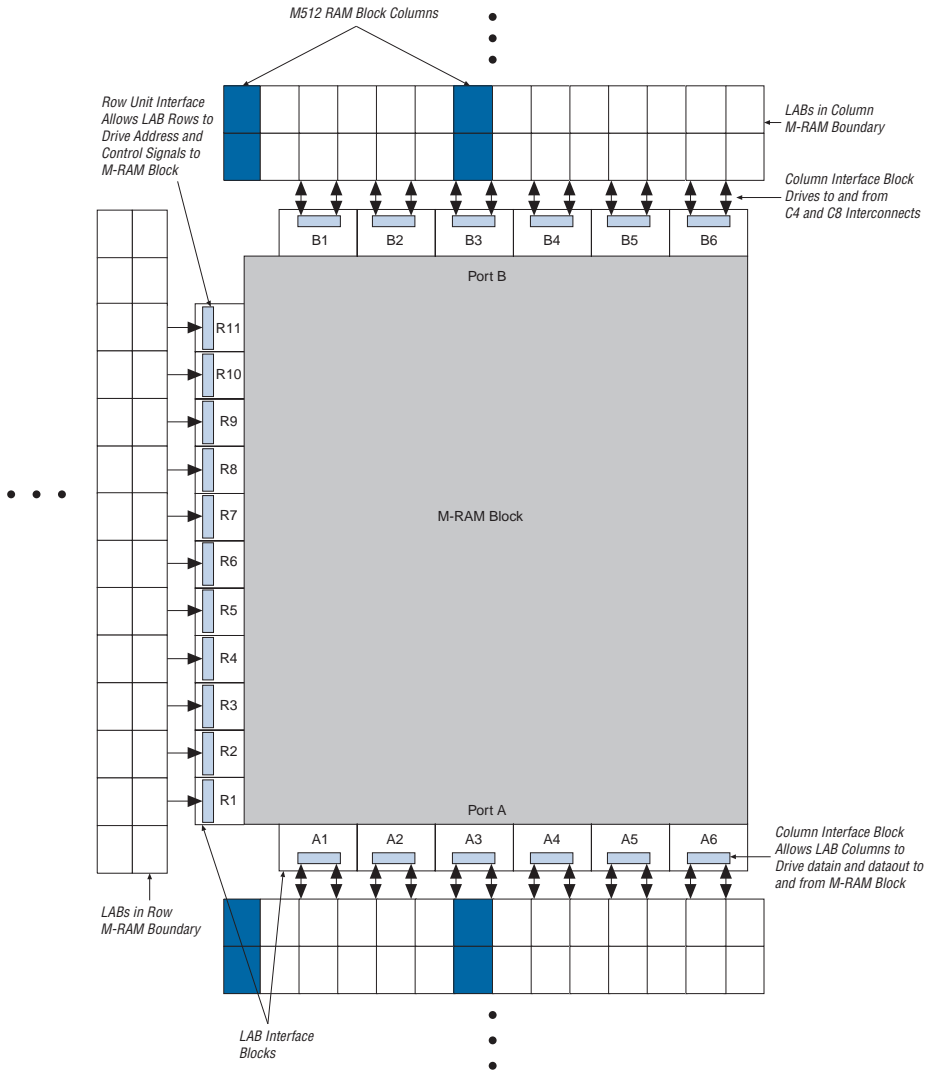 M512 RAM Block Columns
Row Unit Interface
Allows LAB Rows to
Drive Address and
Control Signals to
M-RAM Block
LABs in Column
M-RAM Boundary
Column Interface Block
Drives to and from
C4 and C8 Interconnects
B1
B2
B3
B4
B5
B6
Port B
R11
R10
R9
R8
R7
M-RAM Block
R6
R5
R4
R3
R2
R1
Port A
A1
A2
A3
A4
A5
A6
Column Interface Block
Allows LAB Columns to
Drive datain and dataout to
and from M-RAM Block
LABs in Row
M-RAM Boundary
LAB Interface
Blocks